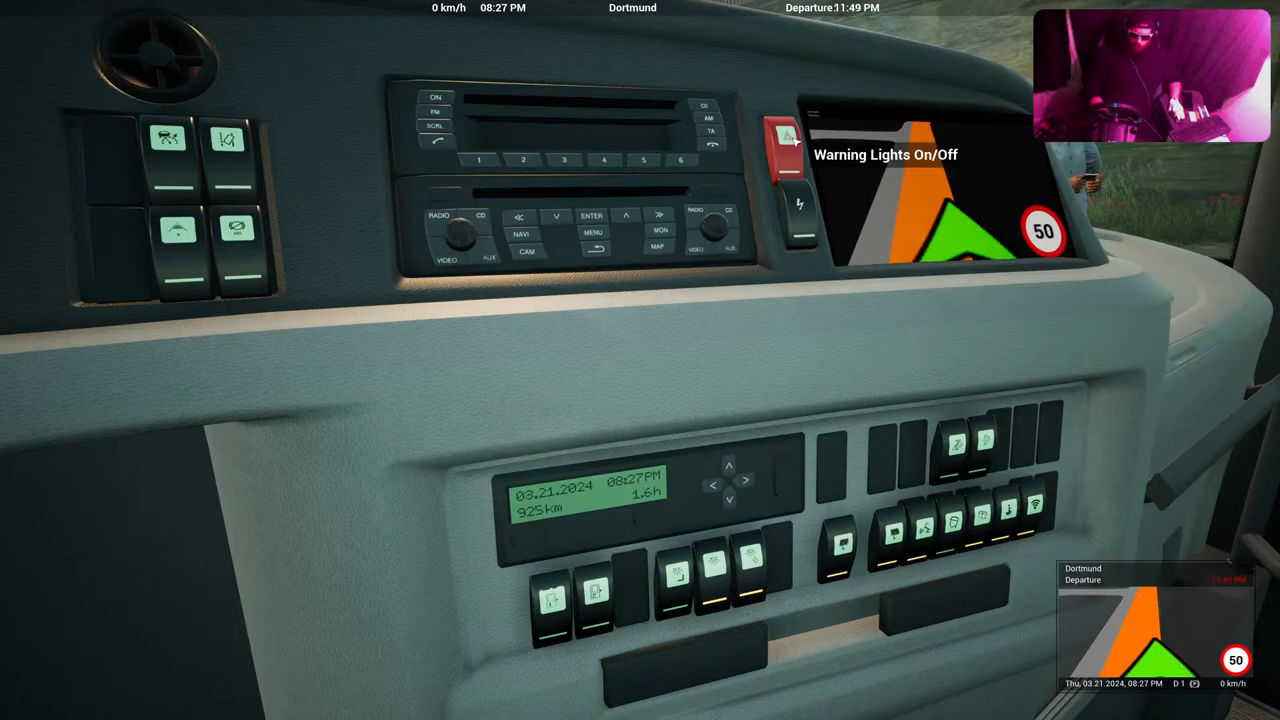 0 km/h 08:27 PM Dortmund Departure: 11:49 PM
ON
FM
SCRL
CD
AM
TA
1 2 3 4 5 6
RADIO CD
VIDEO AUX
ENTER
NAVI MENU MON
CAM MAP
RADIO CD
VIDEO AUX
Warning Lights On/Off
50
03.21.2024 08:27PM
1.6h
925km
Dortmund
Departure 11:49 PM
50
Thu, 03.21.2024, 08:27 PM D 1 (P) 0 km/h